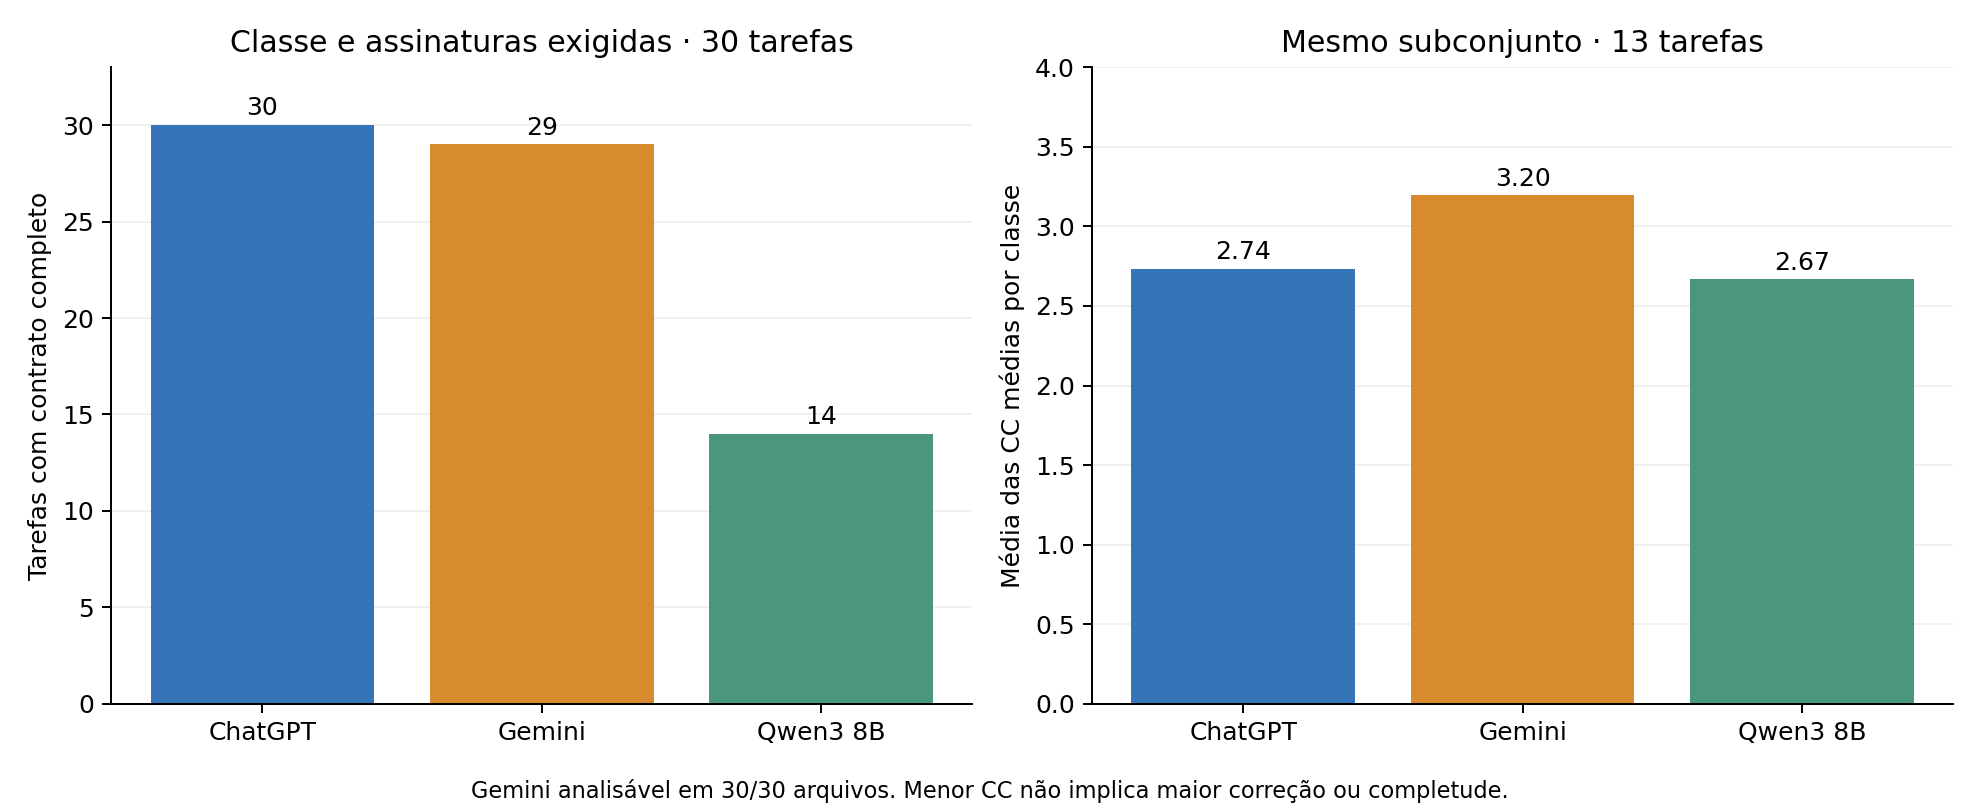 Classe e assinaturas exigidas · 30 tarefas
Tarefas com contrato completo
30
25
20
15
10
5
0
30
29
14
ChatGPT
Gemini
Qwen3 8B
Mesmo subconjunto · 13 tarefas
Média das CC médias por classe
4.0
3.5
3.0
2.5
2.0
1.5
1.0
0.5
0.0
2.74
3.20
2.67
ChatGPT
Gemini
Qwen3 8B
Gemini analisável em 30/30 arquivos. Menor CC não implica maior correção ou completude.